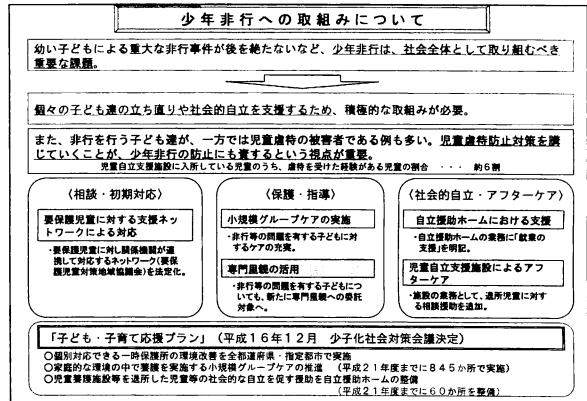 少年非行への取組みについて
幼い子どもによる重大な非行事件が後を絶たないなど、少年非行は、社会全体として取り組むべき
重要な課題。
個々の子ども達の立ち直りや社会的自立を支援するため、積極的な取組みが必要。
また、非行を行う子ども達が、一方では児童虐待の被害者である例も多い。児童虐待防止対策を講
じていくことが、少年非行の防止にも資するという視点が重要。
児童自立支援施設に入所している児童のうち、虐待を受けた経験がある児童の割合 ・・・ 約6割
〈相談・初期対応〉
要保護児童に対する支援ネッ
トワークによる対応
・要保護児童に対し関係機関が連
携して対応するネットワーク(要保
護児童対策地域協議会)を法定化。
〈保護・指導〉
小規模グループケアの実施
・非行等の問題を有する子どもに対
するケアの充実。
専門里親の活用
・非行等の問題を有する子どもにつ
いても、新たに専門里親への委託
対象へ。
〈社会的自立・アフターケア〉
自立援助ホームにおける支援
・自立援助ホームの業務に「就業の
支援」を明記。
児童自立支援施設によるアフ
ターケア
・施設の業務として、退所児童に対す
る相談援助を追加。
「子ども・子育て応援プラン」(平成16年12月 少子化社会対策会議決定)
○個別対応できる一時保護所の環境改善を全都道府県・指定都市で実施
○家庭的な環境の中で養護を実施する小規模グループケアの推進 (平成21年度までに845か所で実施)
○児童養護施設等を退所した児童等の社会的な自立を促す援助を自立援助ホームの整備
(平成21年度までに60か所を整備)